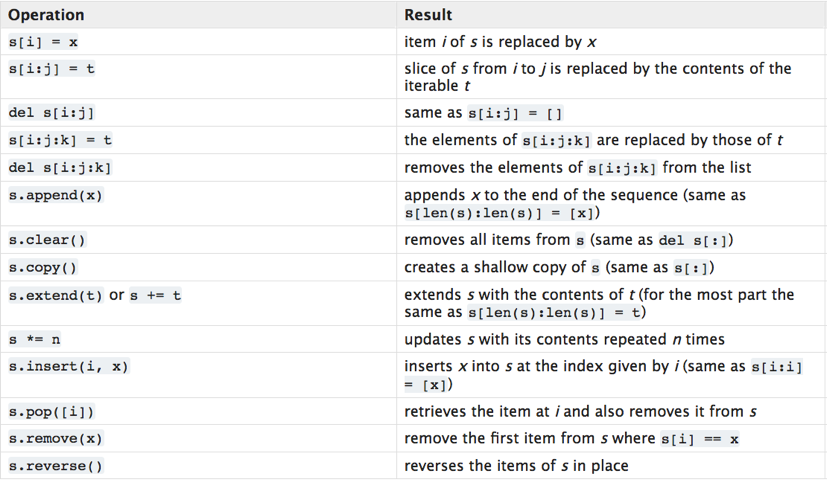 Operation Result
s[i] = x item i of s is replaced by x
s[i:j] = t slice of s from i to j is replaced by the contents of the
iterable t
del s[i:j] same as s[i:j] = []
s[i:j:k] = t the elements of s[i:j:k] are replaced by those of t
del s[i:j:k] removes the elements of s[i:j:k] from the list
s.append(x) appends x to the end of the sequence (same as
s[len(s):len(s)] = [x])
s.clear() removes all items from s (same as del s[:])
s.copy() creates a shallow copy of s (same as s[:])
s.extend(t) or s += t extends s with the contents of t (for the most part the
same as s[len(s):len(s)] = t)
s *= n updates s with its contents repeated n times
s.insert(i, x) inserts x into s at the index given by i (same as s[i:i]
= [x])
s.pop([i]) retrieves the item at i and also removes it from s
s.remove(x) remove the first item from s where s[i] == x
s.reverse() reverses the items of s in place